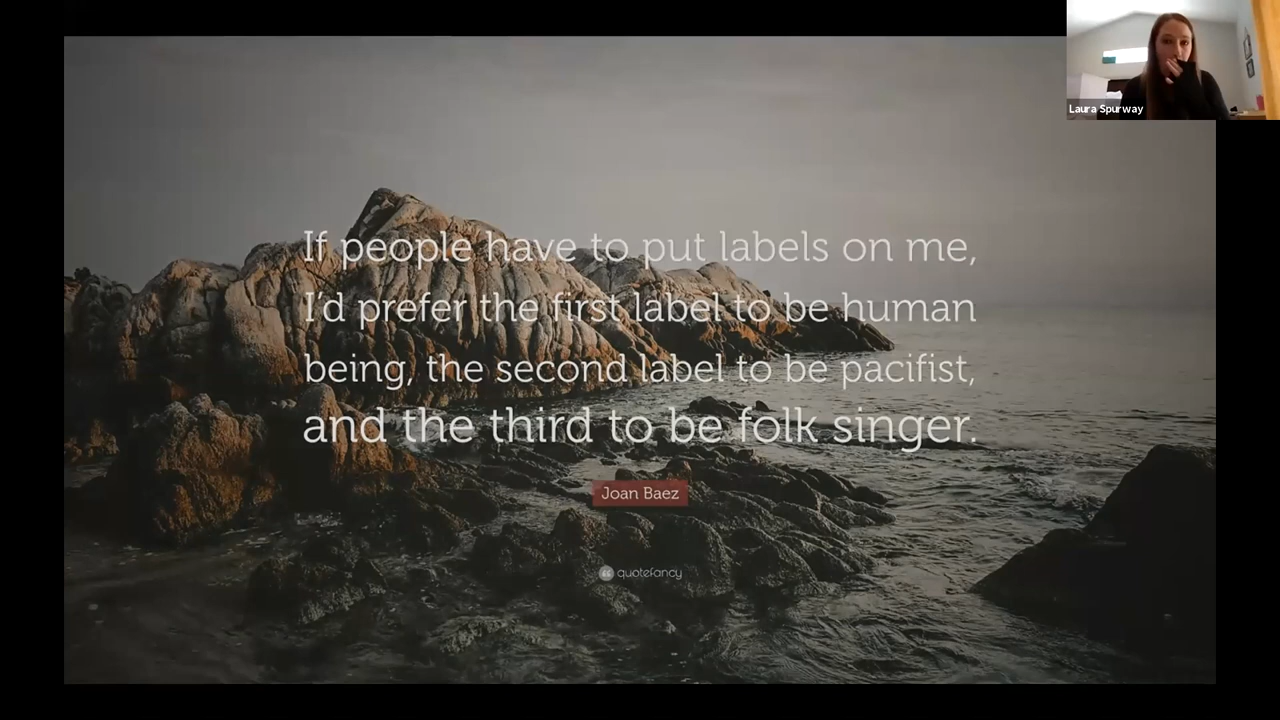 Laura Spurway
If people have to put labels on me,
I'd prefer the first label to be human
being, the second label to be pacifist,
and the third to be folk singer.
Joan Baez
quotefancy